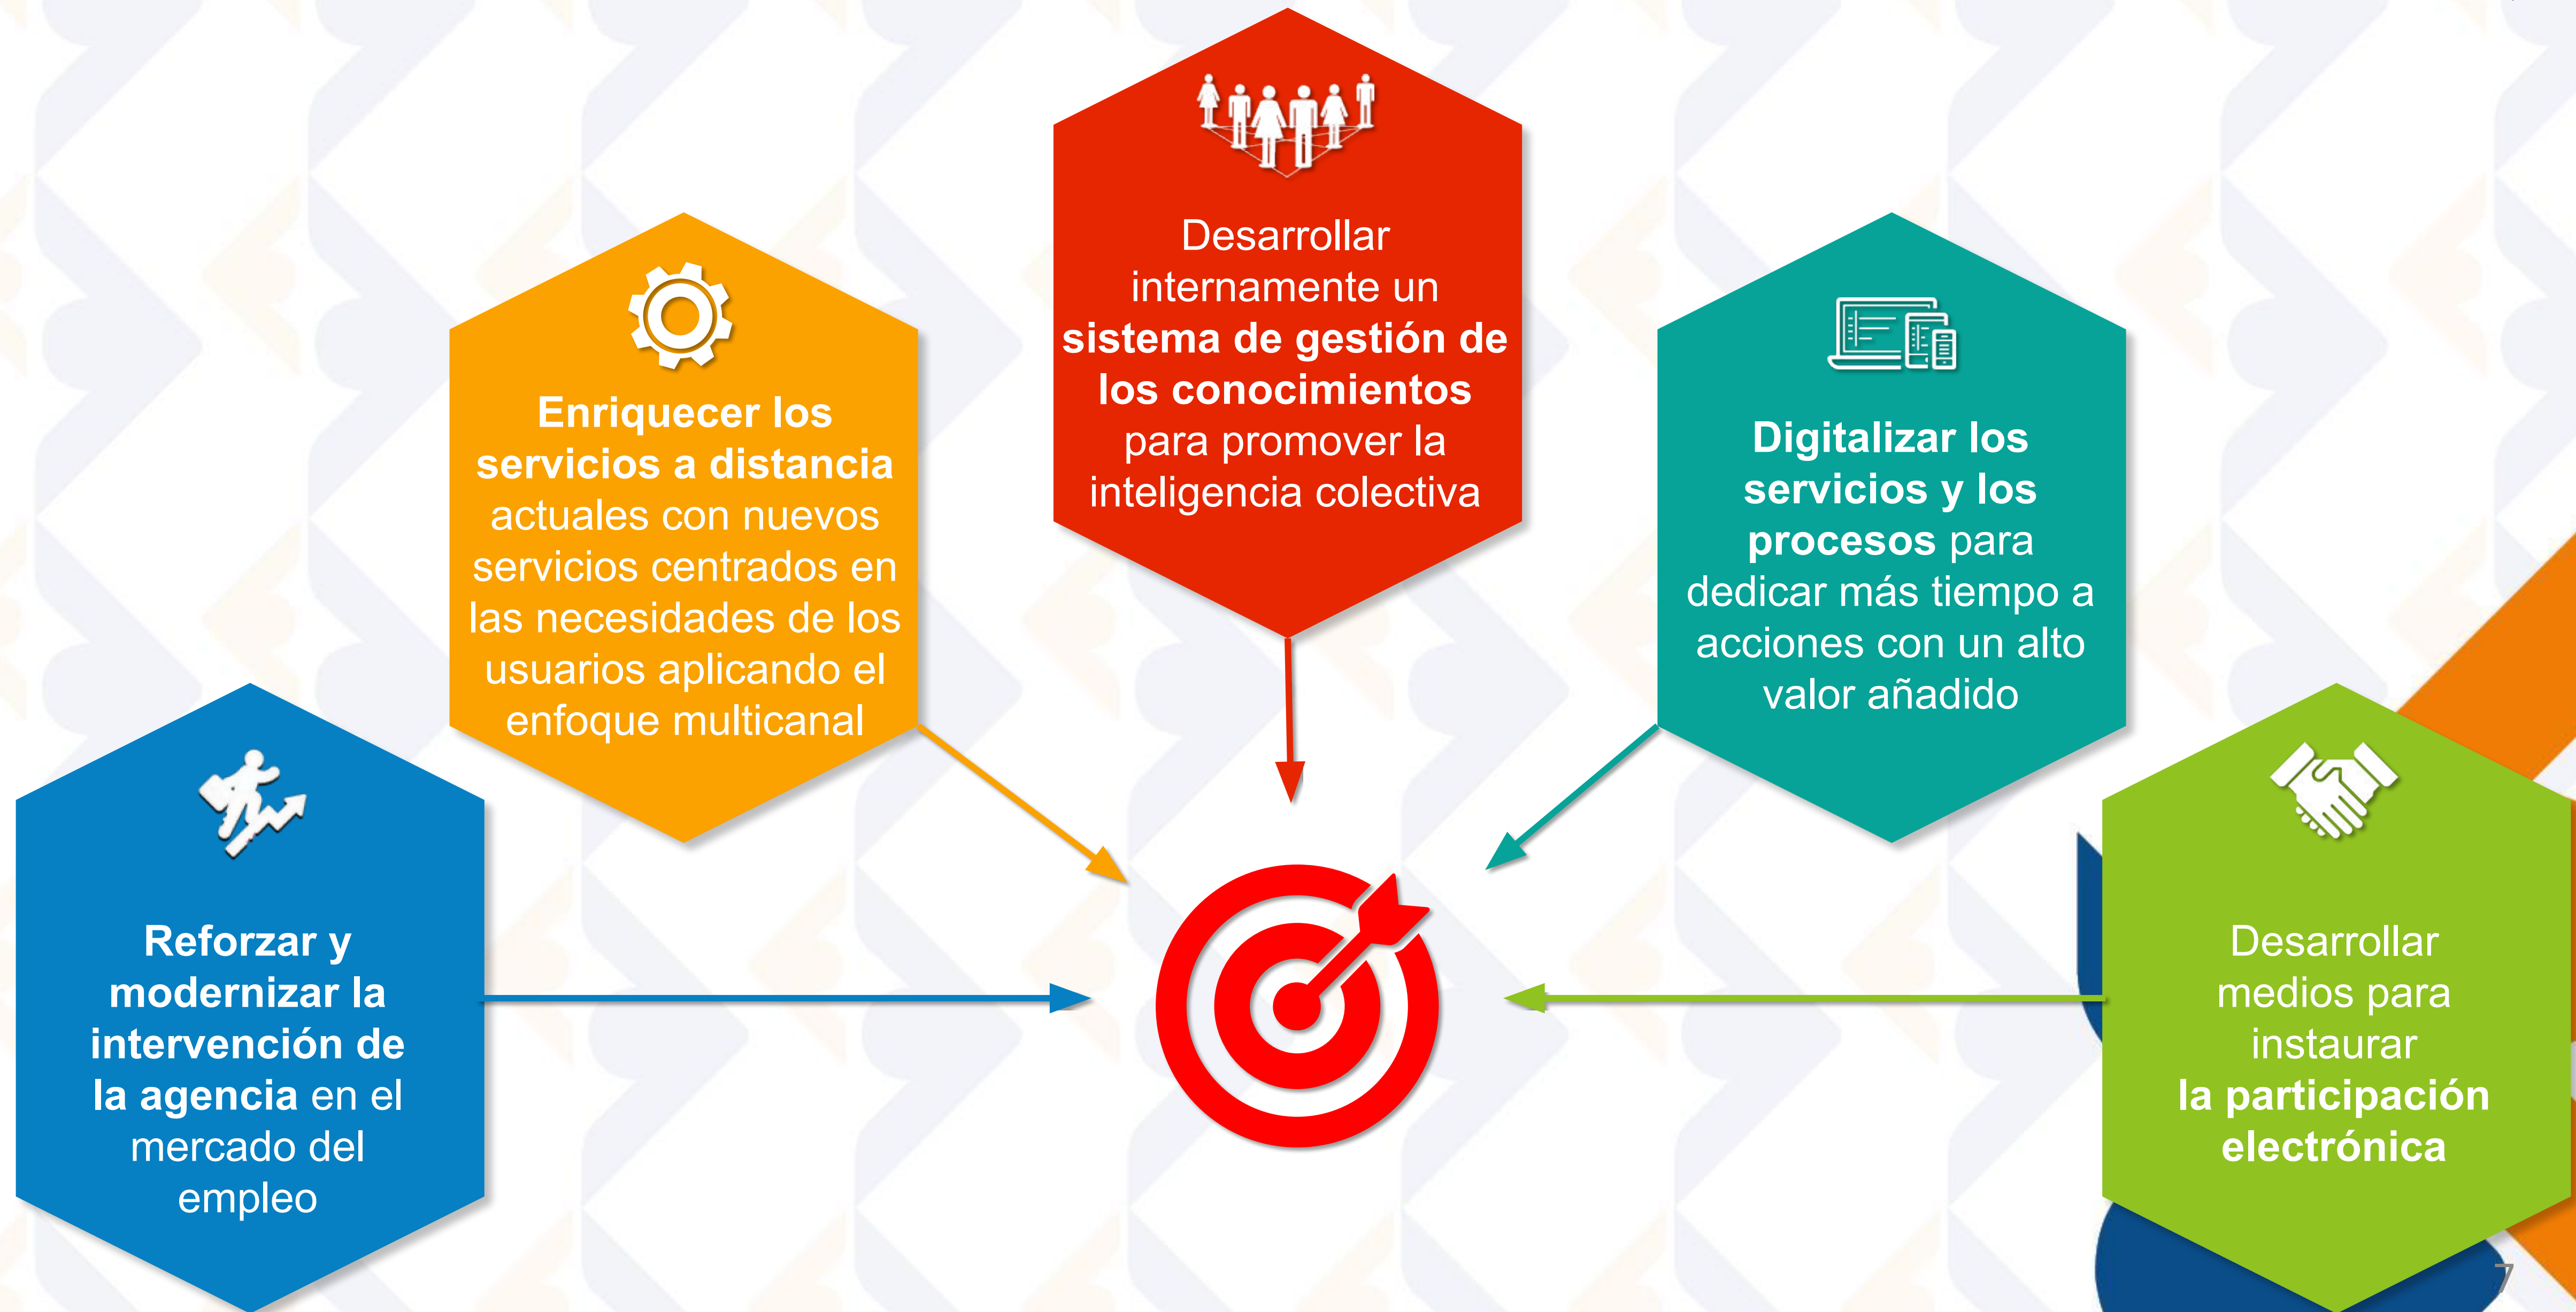 Reforzar y
modernizar la
intervención de
la agencia en el
mercado del
empleo
Enriquecer los
servicios a distancia
actuales con nuevos
servicios centrados en
las necesidades de los
usuarios aplicando el
enfoque multicanal
Desarrollar
internamente un
sistema de gestión de
los conocimientos
para promover la
inteligencia colectiva
Digitalizar los
servicios y los
procesos para
dedicar más tiempo a
acciones con un alto
valor añadido
Desarrollar
medios para
instaurar
la participación
electrónica
7